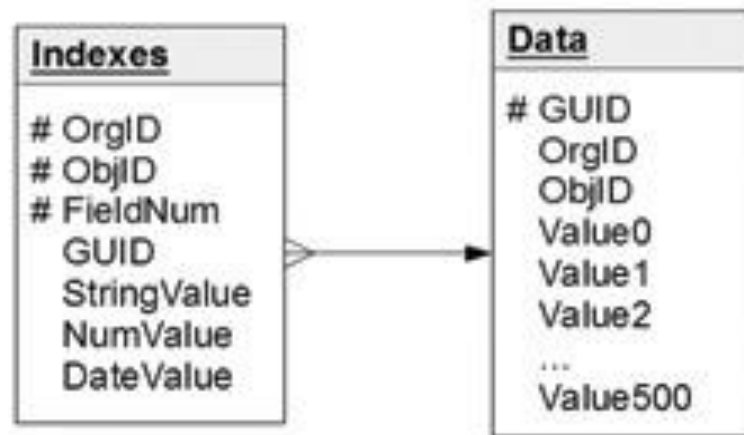 Indexes
# OrgID
# ObjID
# FieldNum
GUID
StringValue
NumValue
DateValue
Data
# GUID
OrgID
ObjID
Value0
Value1
Value2
...
Value500